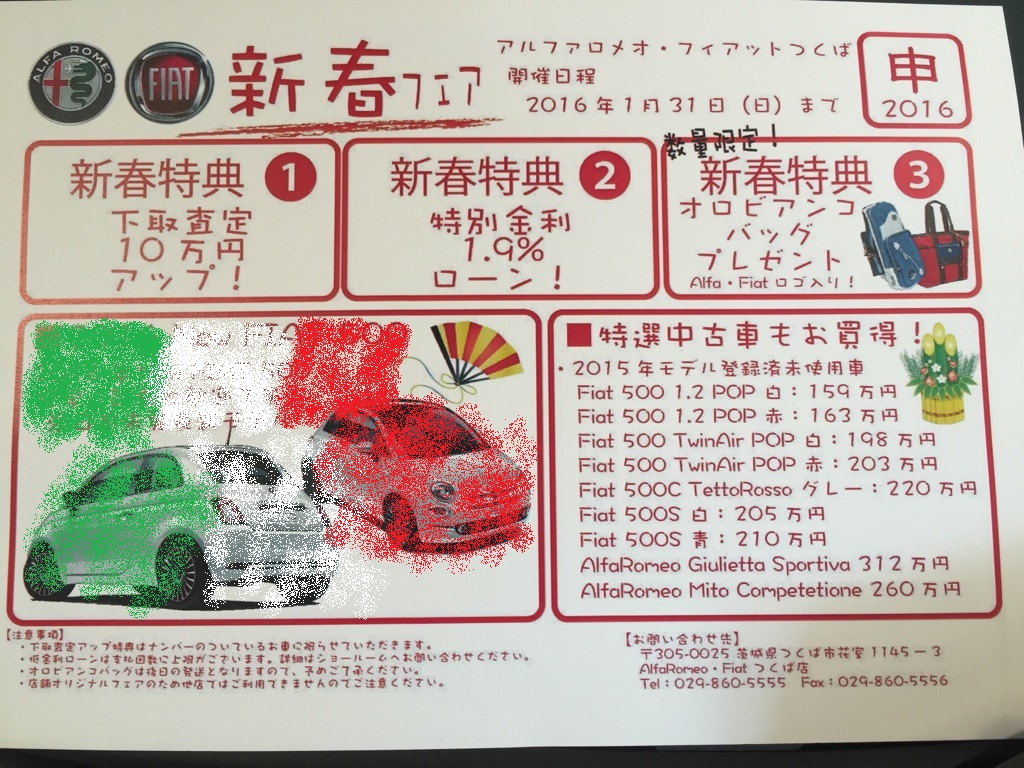 ALFA ROMEO
FIAT
新春フェア
アルファロメオ・フィアットつくば
開催日程
2016年1月31日（日）まで
申
2016
新春特典 1
下取査定
10万円
アップ！
新春特典 2
特別金利
1.9%
ローン！
数量限定！
新春特典 3
オロビアンコ
バッグ
プレゼント
Alfa・Fiatロゴ入り！
■特選中古車もお買得！
・2015年モデル登録済未使用車
Fiat 500 1.2 POP 白：159万円
Fiat 500 1.2 POP 赤：163万円
Fiat 500 TwinAir POP 白：198万円
Fiat 500 TwinAir POP 赤：203万円
Fiat 500C TettoRosso グレー：220万円
Fiat 500S 白：205万円
Fiat 500S 青：210万円
AlfaRomeo Giulietta Sportiva 312万円
AlfaRomeo Mito Competetione 260万円
【注意事項】
・下取査定アップ特典はナンバーのついているお車に限らせていただきます。
・低金利ローンは支払回数に上限がございます。詳細はショールームへお問い合わせください。
・オロビアンコバッグは後日の発送となりますので、予めご了承ください。
・店舗オリジナルフェアのため他店ではご利用できませんのでご注意ください。
【お問い合わせ先】
〒305-0025 茨城県つくば市花室1145－3
AlfaRomeo・Fiat つくば店
Tel：029-860-5555 Fax：029-860-5556